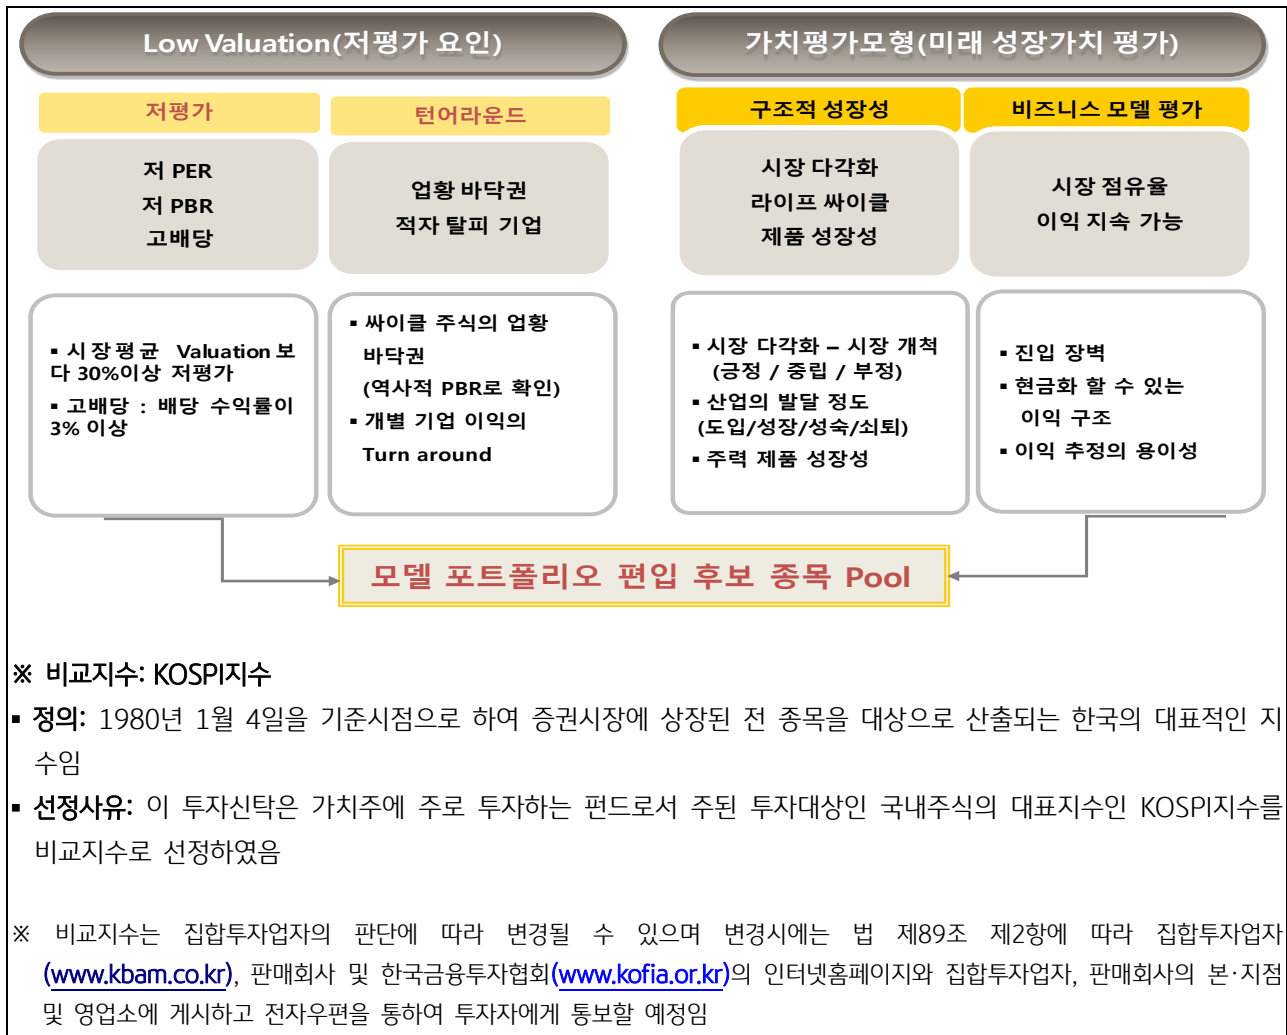 Low Valuation(저평가 요인)
가치평가모형(미래 성장가치 평가)
저평가
턴어라운드
구조적 성장성
비즈니스 모델 평가
저 PER
저 PBR
고배당
업황 바닥권
적자 탈피 기업
시장 다각화
라이프 싸이클
제품 성장성
시장 점유율
이익 지속 가능
▪ 시장평균 Valuation 보
다 30%이상 저평가
▪ 고배당 : 배당 수익률이
3% 이상
▪ 싸이클 주식의 업황
바닥권
(역사적 PBR로 확인)
▪ 개별 기업 이익의
Turn around
▪ 시장 다각화 – 시장 개척
(긍정 / 중립 / 부정)
▪ 산업의 발달 정도
(도입/성장/성숙/쇠퇴)
▪ 주력 제품 성장성
▪ 진입 장벽
▪ 현금화 할 수 있는
이익 구조
▪ 이익 추정의 용이성
모델 포트폴리오 편입 후보 종목 Pool
※ 비교지수: KOSPI지수
▪ 정의: 1980년 1월 4일을 기준시점으로 하여 증권시장에 상장된 전 종목을 대상으로 산출되는 한국의 대표적인 지
수임
▪ 선정사유: 이 투자신탁은 가치주에 주로 투자하는 펀드로서 주된 투자대상인 국내주식의 대표지수인 KOSPI지수를
비교지수로 선정하였음
※ 비교지수는 집합투자업자의 판단에 따라 변경될 수 있으며 변경시에는 법 제89조 제2항에 따라 집합투자업자
(www.kbam.co.kr), 판매회사 및 한국금융투자협회(www.kofia.or.kr)의 인터넷홈페이지와 집합투자업자, 판매회사의 본·지점
및 영업소에 게시하고 전자우편을 통하여 투자자에게 통보할 예정임